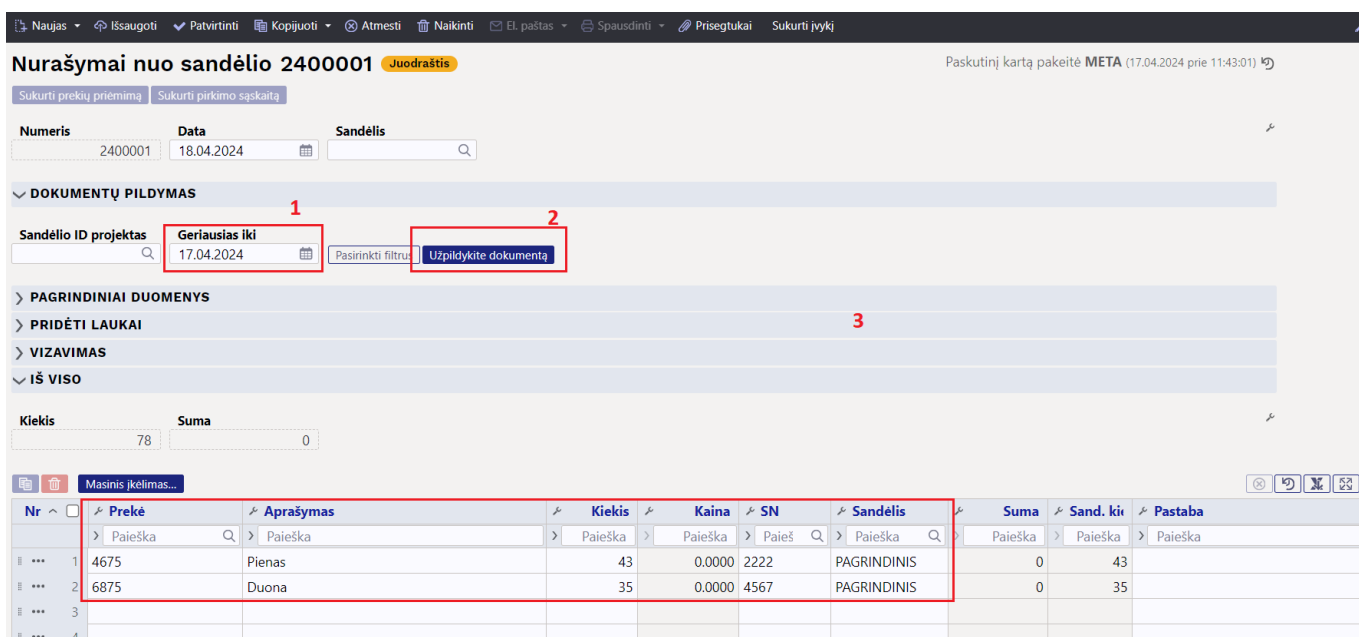 Naujas Išsaugoti Patvirtinti Kopijuoti Atmesti Naikinti El. paštas Spausdinti Prisegtukai Sukurti įvykį
Nurašymai nuo sandėlio 2400001 Juodraštis Paskutinį kartą pakeitė META (17.04.2024 prie 11:43:01)
Sukurti prekių priėmimą Sukurti pirkimo sąskaitą
Numeris Data Sandėlis
2400001 18.04.2024
DOKUMENTŲ PILDYMAS
1 2
Sandėlio ID projektas Geriausias iki
17.04.2024 Pasirinkti filtrus Užpildykite dokumentą
PAGRINDINIAI DUOMENYS
PRIDĖTI LAUKAI 3
VIZAVIMAS
IŠ VISO
Kiekis Suma
78 0
Masinis įkėlimas...
Nr Prekė Aprašymas Kiekis Kaina SN Sandėlis Suma Sand. kie Pastaba
Paieška Paieška Paieška Paieška Paieš Paieška Paieška Paieška Paieška
1 4675 Pienas 43 0.0000 2222 PAGRINDINIS 0 43
2 6875 Duona 35 0.0000 4567 PAGRINDINIS 0 35
3
4